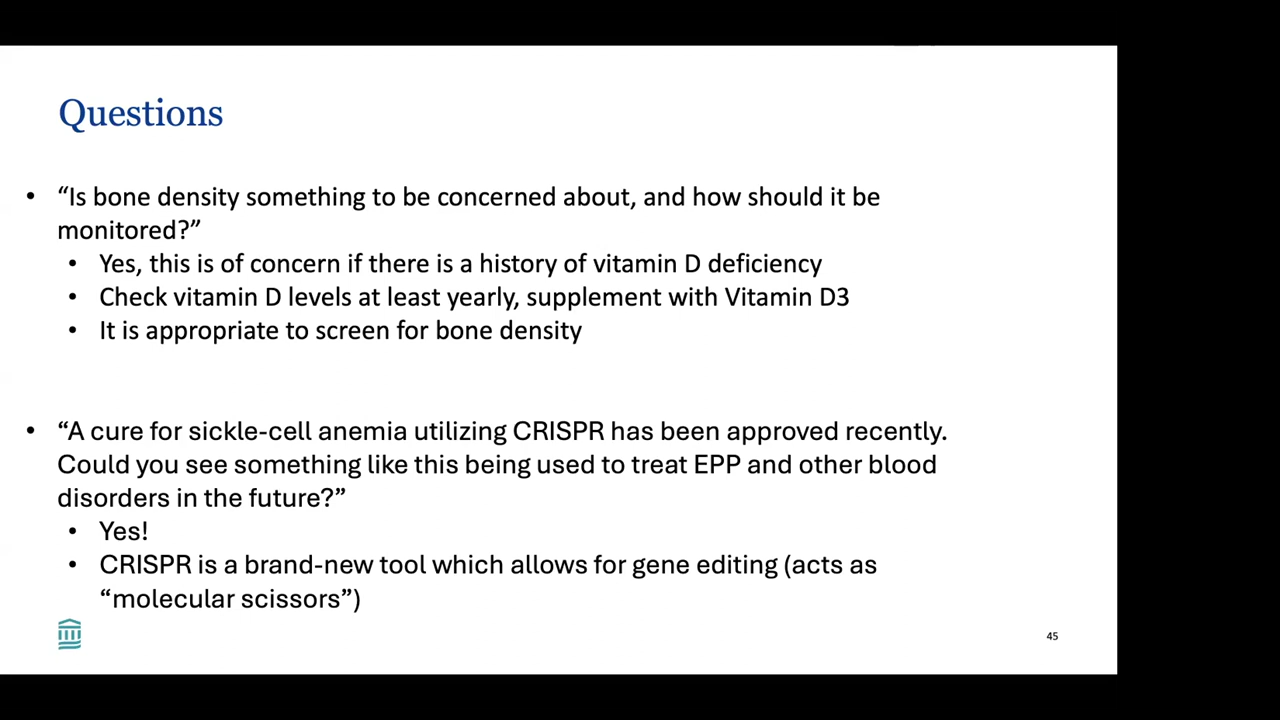 Questions
• “Is bone density something to be concerned about, and how should it be
monitored?”
• Yes, this is of concern if there is a history of vitamin D deficiency
• Check vitamin D levels at least yearly, supplement with Vitamin D3
• It is appropriate to screen for bone density
• “A cure for sickle-cell anemia utilizing CRISPR has been approved recently.
Could you see something like this being used to treat EPP and other blood
disorders in the future?”
• Yes!
• CRISPR is a brand-new tool which allows for gene editing (acts as
“molecular scissors”)
45